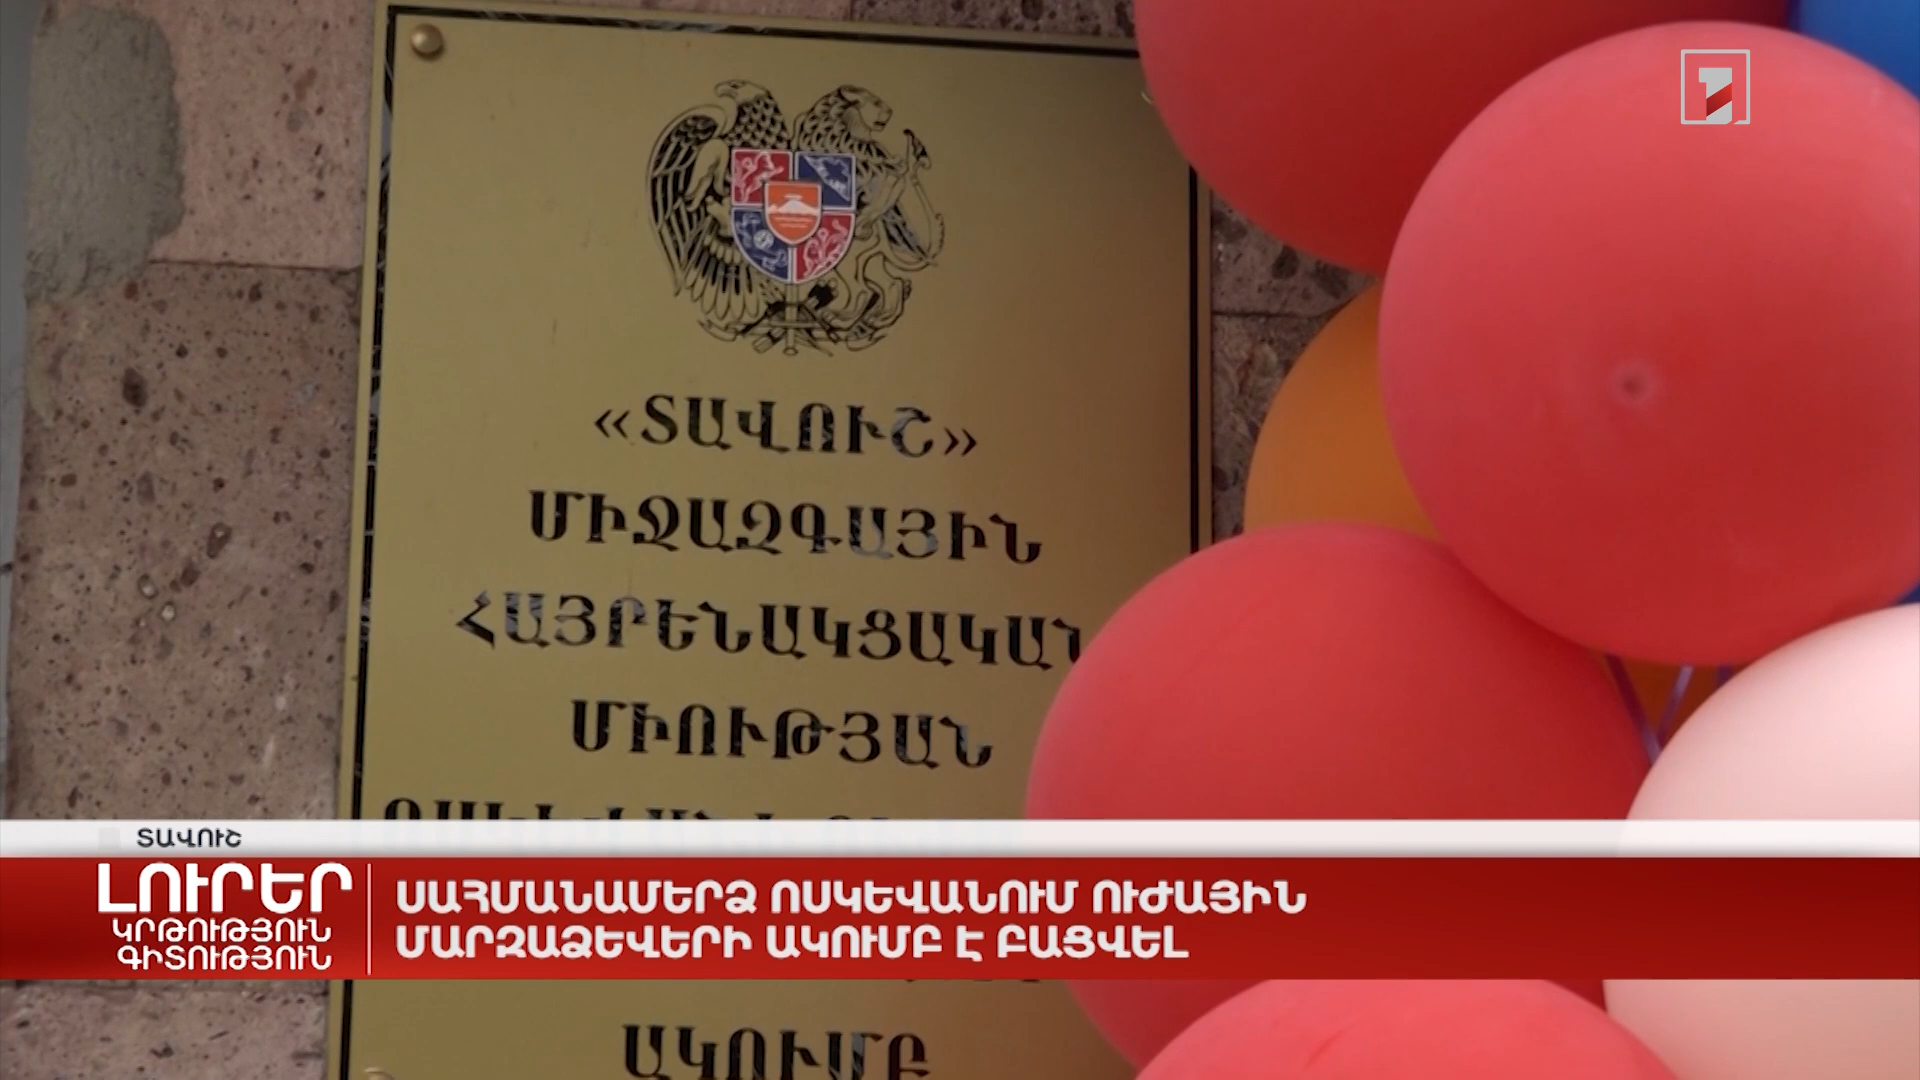 «ՏԱՎՈՒՇ»
ՄԻՋԱԶԳԱՅԻՆ
ՀԱՅՐԵՆԱԿՑԱԿԱՆ
ՄԻՈՒԹՅԱՆ
ՏԱՎՈՒՇ
ԼՈՒՐԵՐ
ԿՐԹՈՒԹՅՈՒՆ
ԳԻՏՈՒԹՅՈՒՆ
ՍԱՀՄԱՆԱՄԵՐՁ ՈՍԿԵՎԱՆՈՒՄ ՈՒԺԱՅԻՆ
ՄԱՐԶԱՁԵՎԵՐԻ ԱԿՈՒՄԲ Է ԲԱՑՎԵԼ
ԱԿՈՒՄԲ